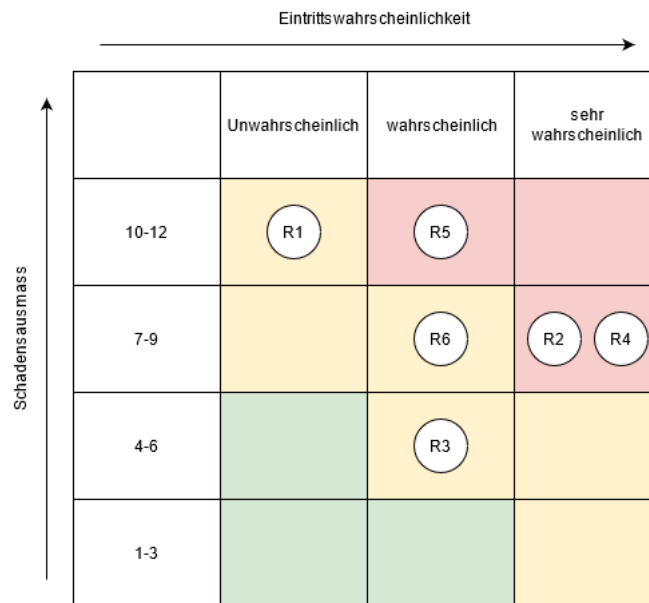 Eintrittswahrscheinlichkeit
Unwahrscheinlich
wahrscheinlich
sehr
wahrscheinlich
Schadensausmass
10-12
R1
R5
7-9
R6
R2
R4
4-6
R3
1-3